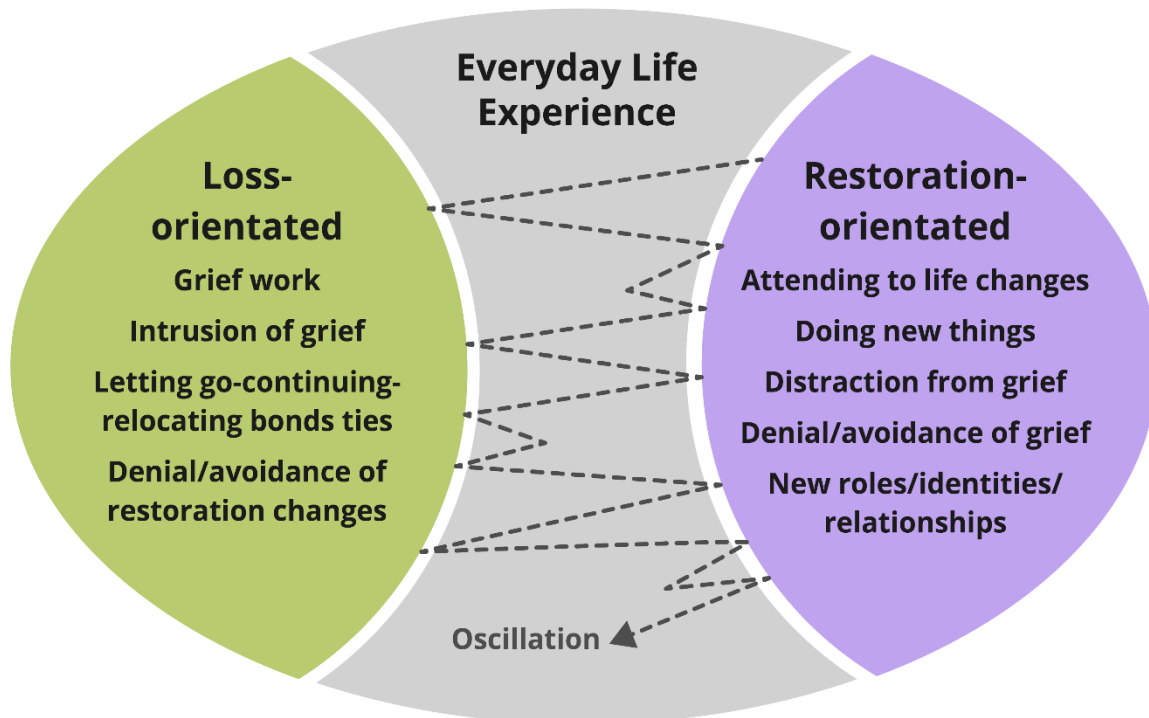 Everyday Life
Experience
Loss-
orientated
Grief work
Intrusion of grief
Letting go-continuing-
relocating bonds ties
Denial/avoidance of
restoration changes
Restoration-
orientated
Attending to life changes
Doing new things
Distraction from grief
Denial/avoidance of grief
New roles/identities/
relationships
Oscillation